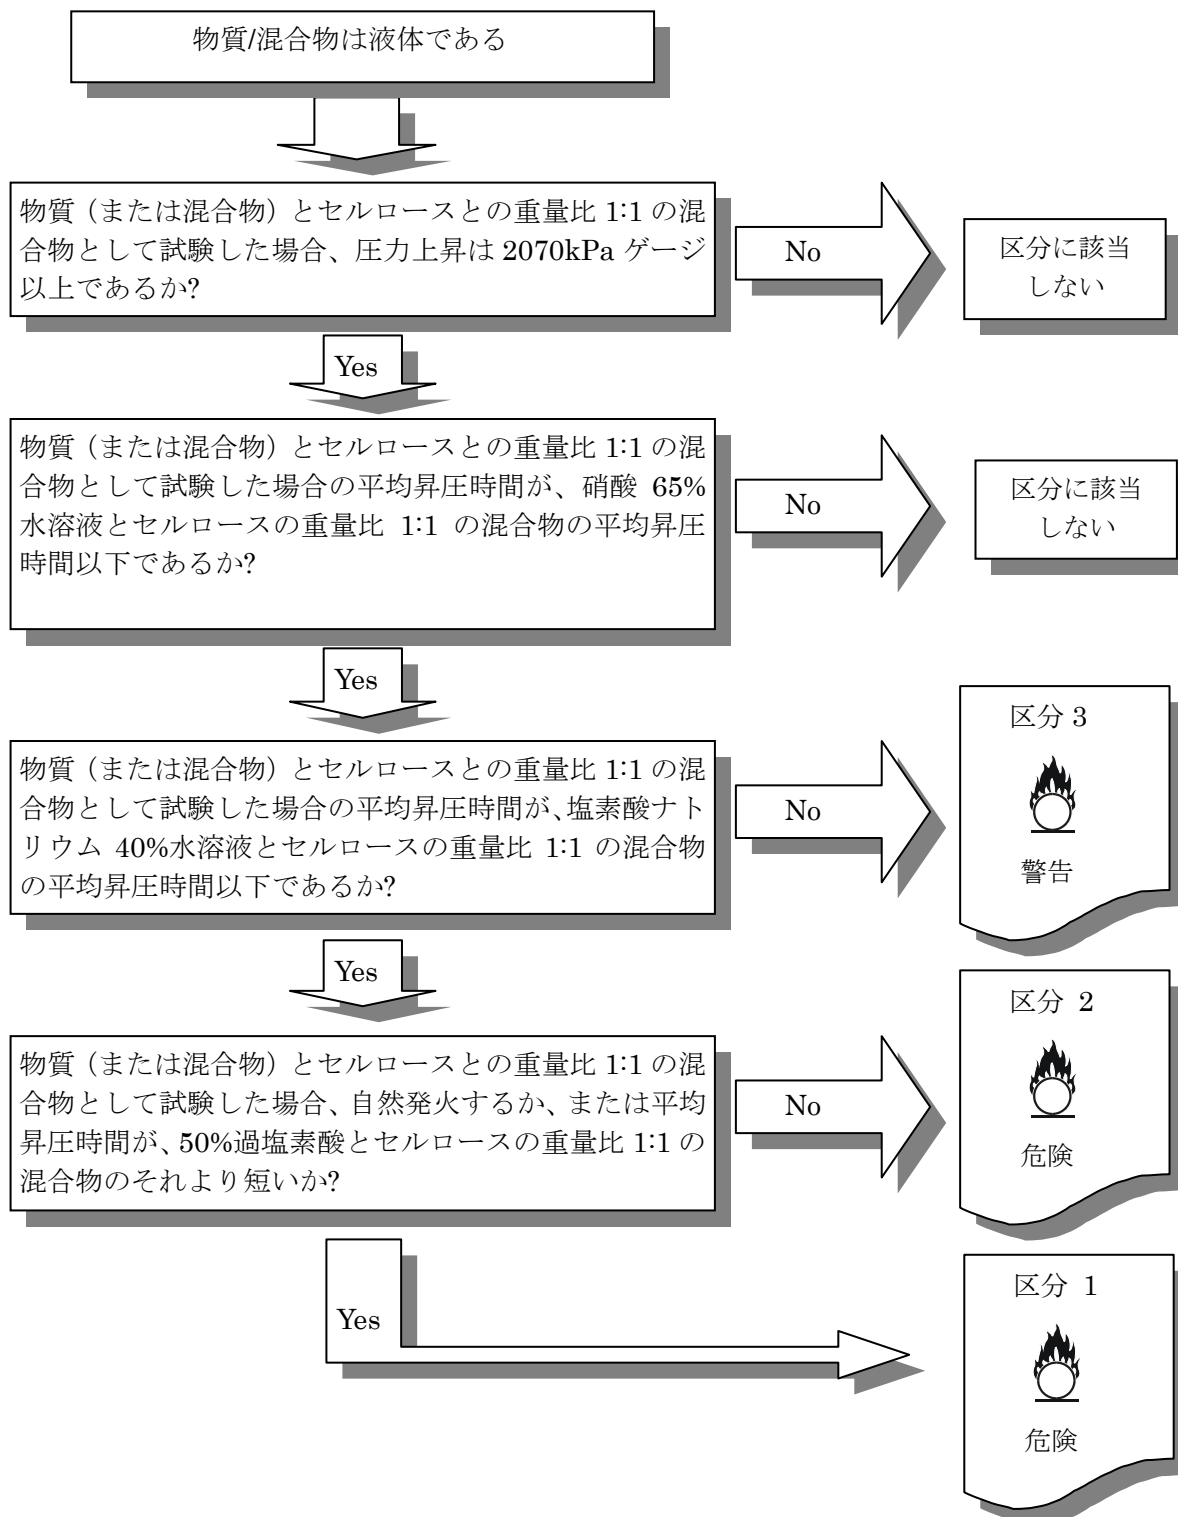 物質/混合物は液体である
物質（または混合物）とセルロースとの重量比 1:1 の混
合物として試験した場合、圧力上昇は 2070kPa ゲージ
以上であるか?
No
区分に該当
しない
Yes
物質（または混合物）とセルロースとの重量比 1:1 の混
合物として試験した場合の平均昇圧時間が、硝酸 65%
水溶液とセルロースの重量比 1:1 の混合物の平均昇圧
時間以下であるか?
No
区分に該当
しない
Yes
物質（または混合物）とセルロースとの重量比 1:1 の混
合物として試験した場合の平均昇圧時間が、塩素酸ナト
リウム 40%水溶液とセルロースの重量比 1:1 の混合物
の平均昇圧時間以下であるか?
No
区分 3
警告
Yes
物質（または混合物）とセルロースとの重量比 1:1 の混
合物として試験した場合、自然発火するか、または平均
昇圧時間が、50%過塩素酸とセルロースの重量比 1:1 の
混合物のそれより短いか?
No
区分 2
危険
Yes
区分 1
危険